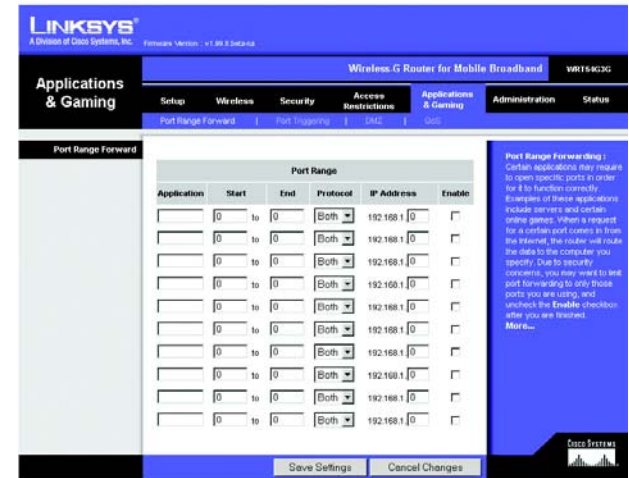 LINKSYS®
A Division of Cisco Systems, Inc.
Firmware Version : v1.99.8.beta-hd
Wireless-G Router for Mobile Broadband
WRT54G3G
Applications & Gaming
Setup Wireless Security Access Restrictions Applications & Gaming Administration Status
Port Range Forward | Port Triggering | DMZ | QoS
Port Range Forward
Port Range
Application Start End Protocol IP Address Enable
0 to 0 Both 192.168.1. 0
0 to 0 Both 192.168.1. 0
0 to 0 Both 192.168.1. 0
0 to 0 Both 192.168.1. 0
0 to 0 Both 192.168.1. 0
0 to 0 Both 192.168.1. 0
0 to 0 Both 192.168.1. 0
0 to 0 Both 192.168.1. 0
0 to 0 Both 192.168.1. 0
0 to 0 Both 192.168.1. 0
Port Range Forwarding :
Certain applications may require
to open specific ports in order
for it to function correctly.
Examples of these applications
include servers and certain
online games. When a request
for a certain port comes in from
the Internet, the router will route
the data to the computer you
specify. Due to security
concerns, you may want to limit
port forwarding to only those
ports you are using, and
uncheck the Enable checkbox
after you are finished.
More...
Save Settings Cancel Changes
CISCO SYSTEMS